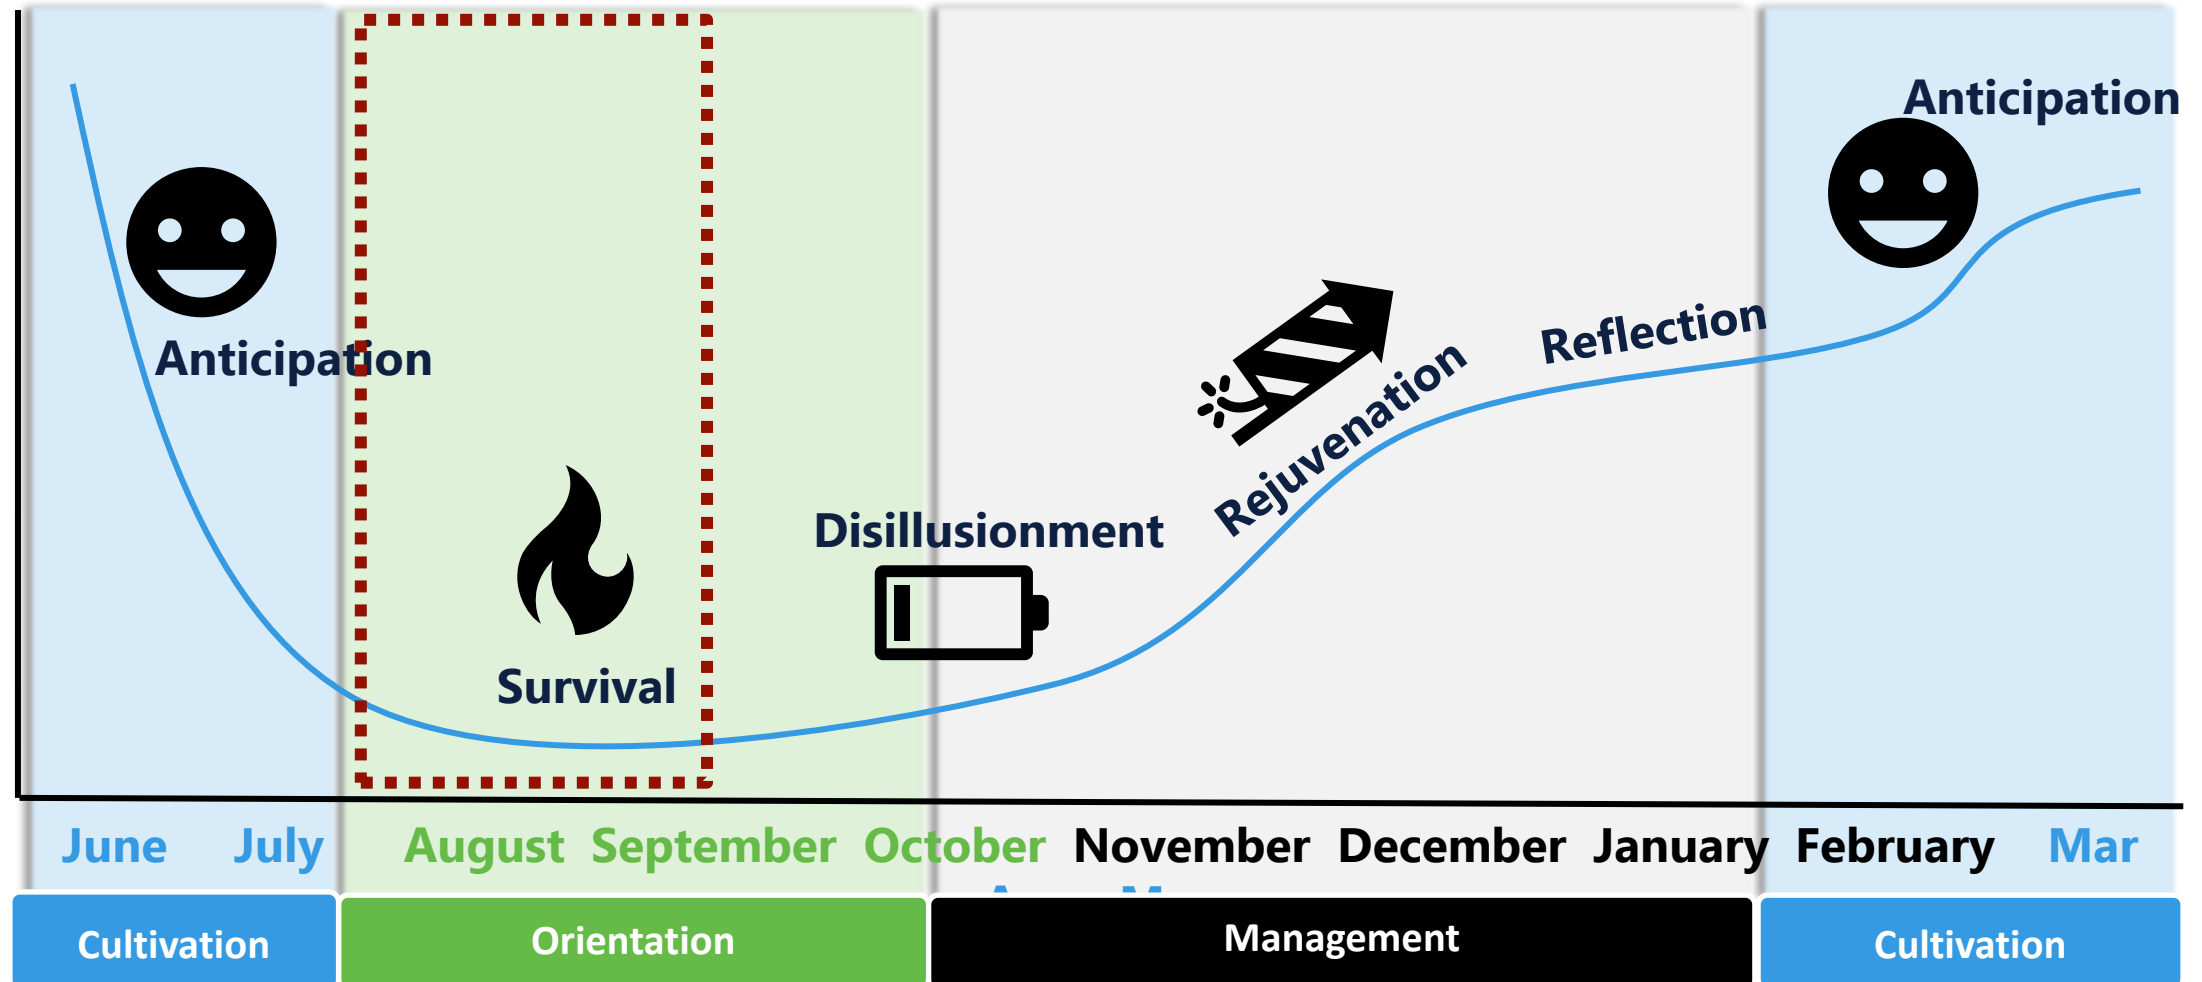 Anticipation
Anticipation
Reflection
Rejuvenation
Disillusionment
Survival
June July August September October November December January February Mar
Cultivation Orientation Management Cultivation